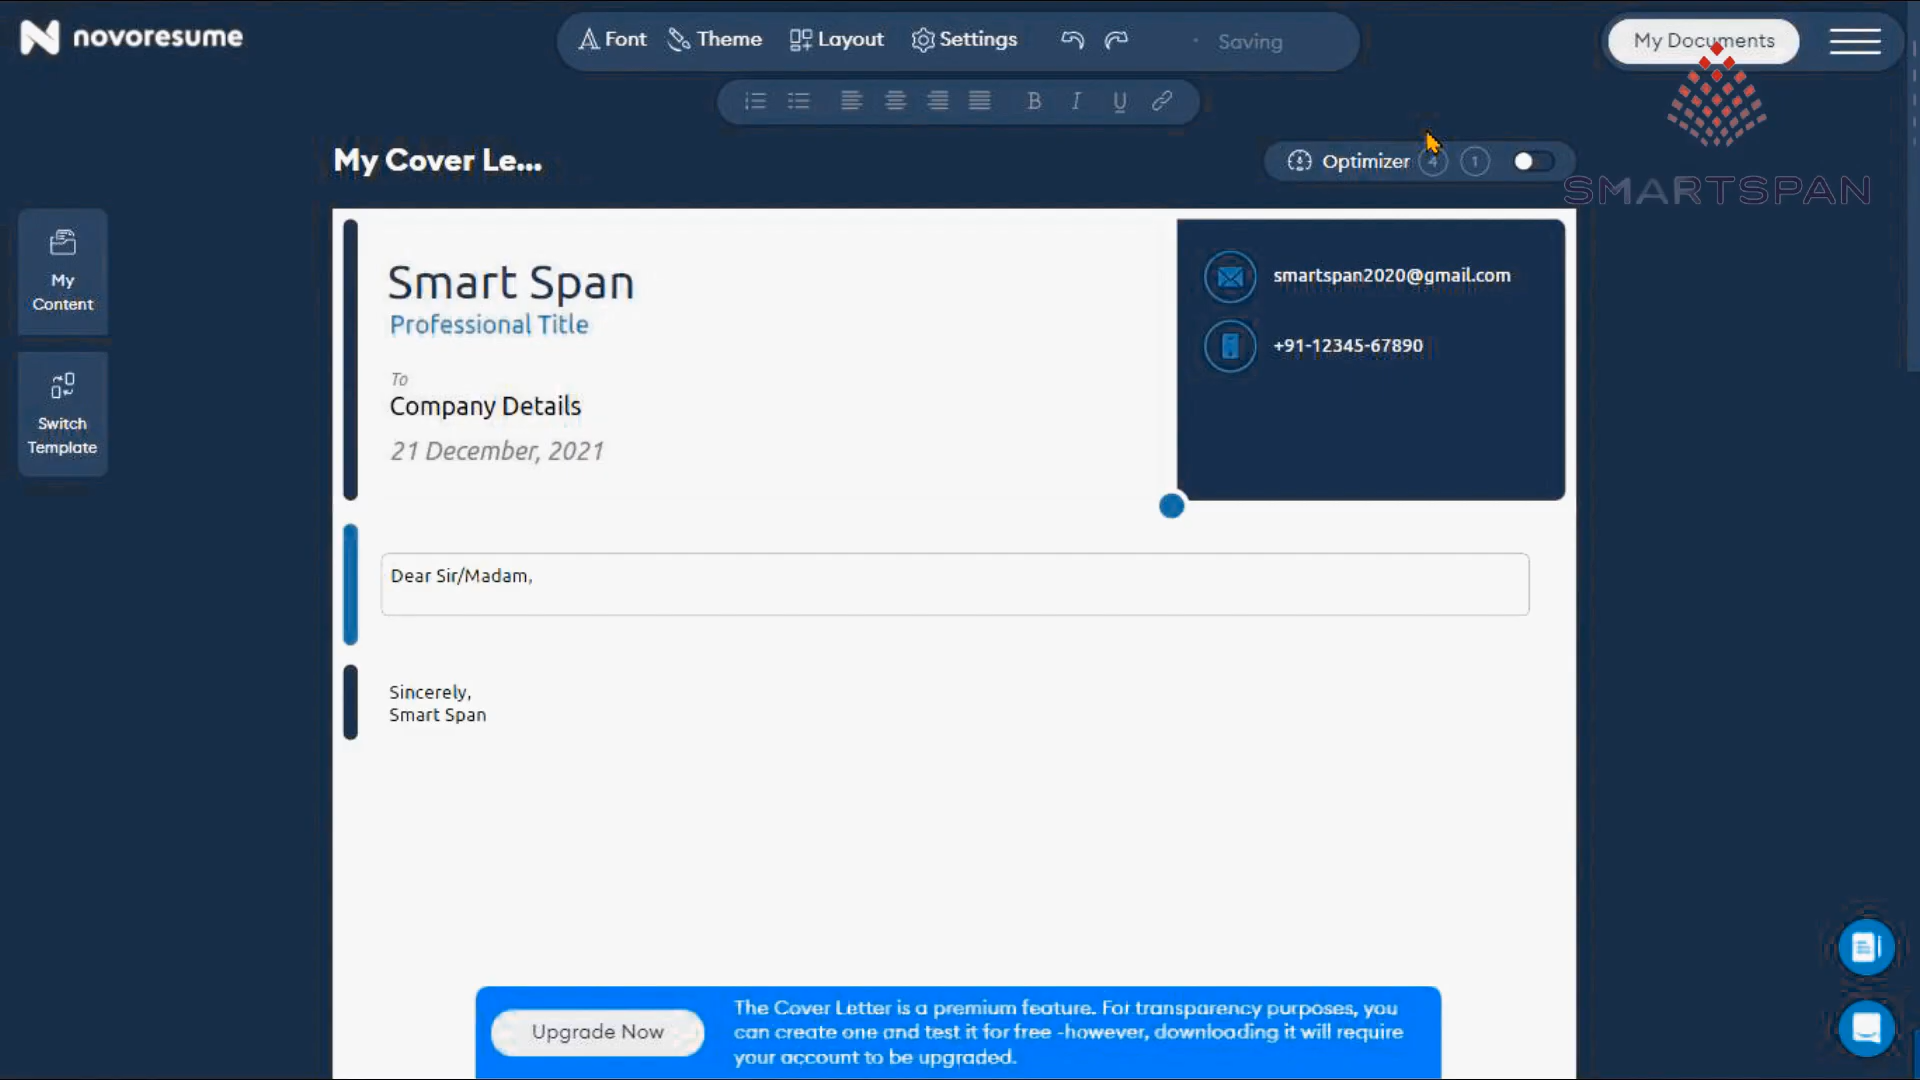 novoresume
Font Theme Layout Settings Saving
My Documents
B I U
My Cover Le...
Optimizer 4 1
SMARTSPAN
My
Content
Switch
Template
Smart Span
Professional Title
To
Company Details
21 December, 2021
smartspan2020@gmail.com
+91-12345-67890
Dear Sir/Madam,
Sincerely,
Smart Span
Upgrade Now
The Cover Letter is a premium feature. For transparency purposes, you
can create one and test it for free -however, downloading it will require
your account to be upgraded.